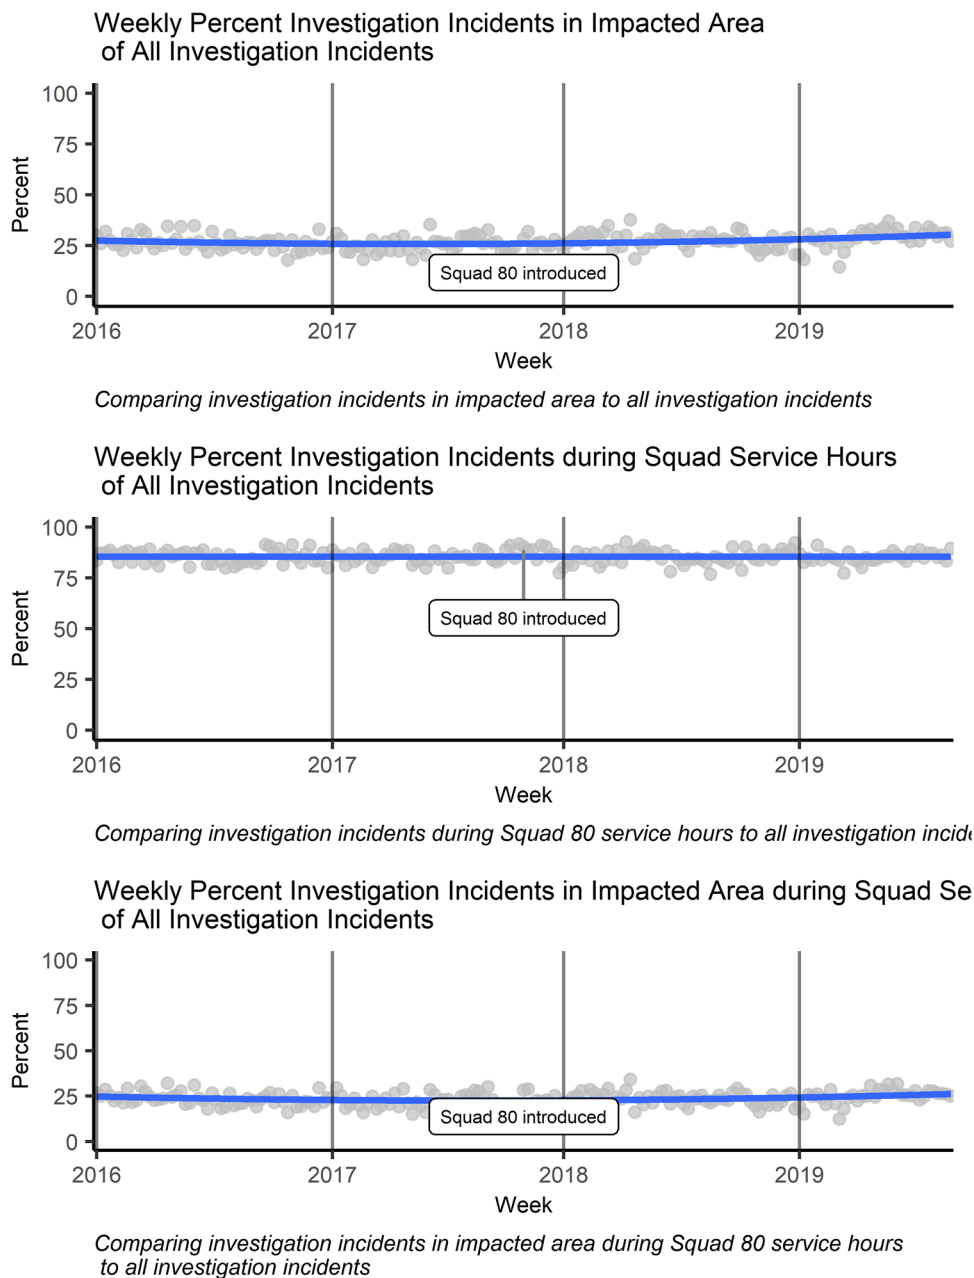 Weekly Percent Investigation Incidents in Impacted Area
of All Investigation Incidents
100
75
50
25
0
Percent
Squad 80 introduced
2016 2017 2018 2019
Week
Comparing investigation incidents in impacted area to all investigation incidents
Weekly Percent Investigation Incidents during Squad Service Hours
of All Investigation Incidents
100
75
50
25
0
Percent
Squad 80 introduced
2016 2017 2018 2019
Week
Comparing investigation incidents during Squad 80 service hours to all investigation incide
Weekly Percent Investigation Incidents in Impacted Area during Squad Se
of All Investigation Incidents
100
75
50
25
0
Percent
Squad 80 introduced
2016 2017 2018 2019
Week
Comparing investigation incidents in impacted area during Squad 80 service hours
to all investigation incidents